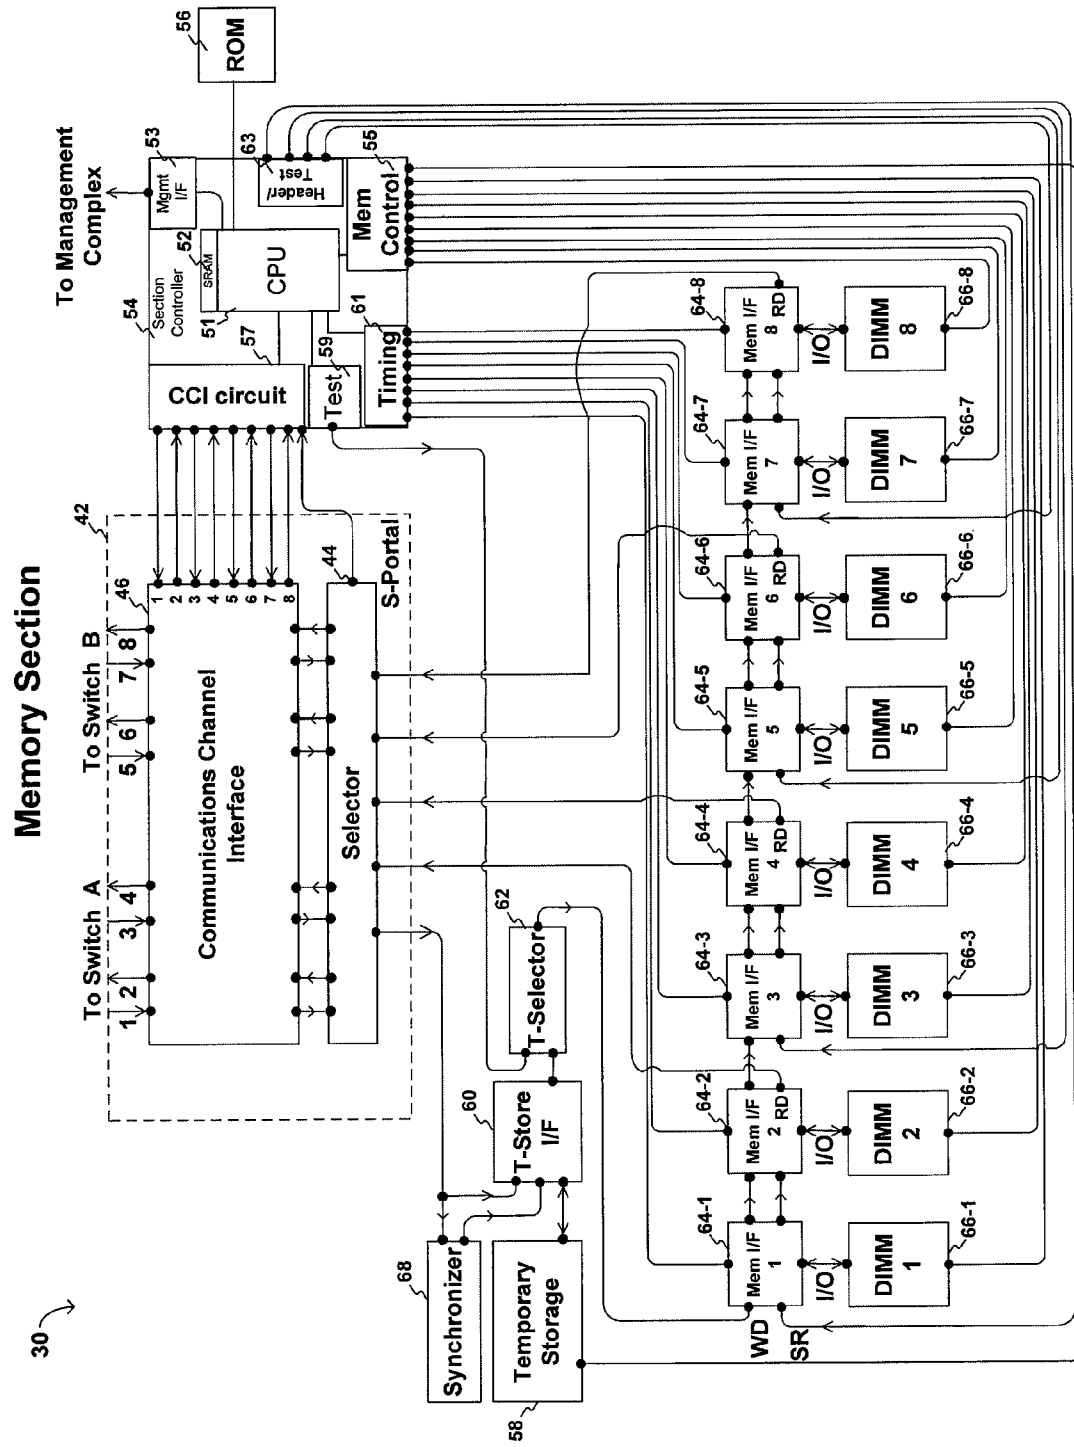 Memory Section
30
To Switch A
To Switch B
1
2
3
4
5
6
7
8
42
46
Communications Channel
Interface
1
2
3
4
5
6
7
8
44
Selector
S-Portal
To Management
Complex
54
Section
Controller
52
SRAM
51
CPU
53
Mgmt
I/F
56
ROM
63
Header/
Test
55
Mem
Control
57
CCI circuit
59
Test
61
Timing
68
Synchronizer
58
Temporary
Storage
60
T-Store
I/F
62
T-Selector
WD
SR
64-1
Mem I/F
1
64-2
Mem I/F
2
RD
64-3
Mem I/F
3
64-4
Mem I/F
4
RD
64-5
Mem I/F
5
64-6
Mem I/F
6
RD
64-7
Mem I/F
7
64-8
Mem I/F
8
RD
I/O
I/O
I/O
I/O
I/O
I/O
I/O
I/O
66-1
DIMM
1
66-2
DIMM
2
66-3
DIMM
3
66-4
DIMM
4
66-5
DIMM
5
66-6
DIMM
6
66-7
DIMM
7
66-8
DIMM
8